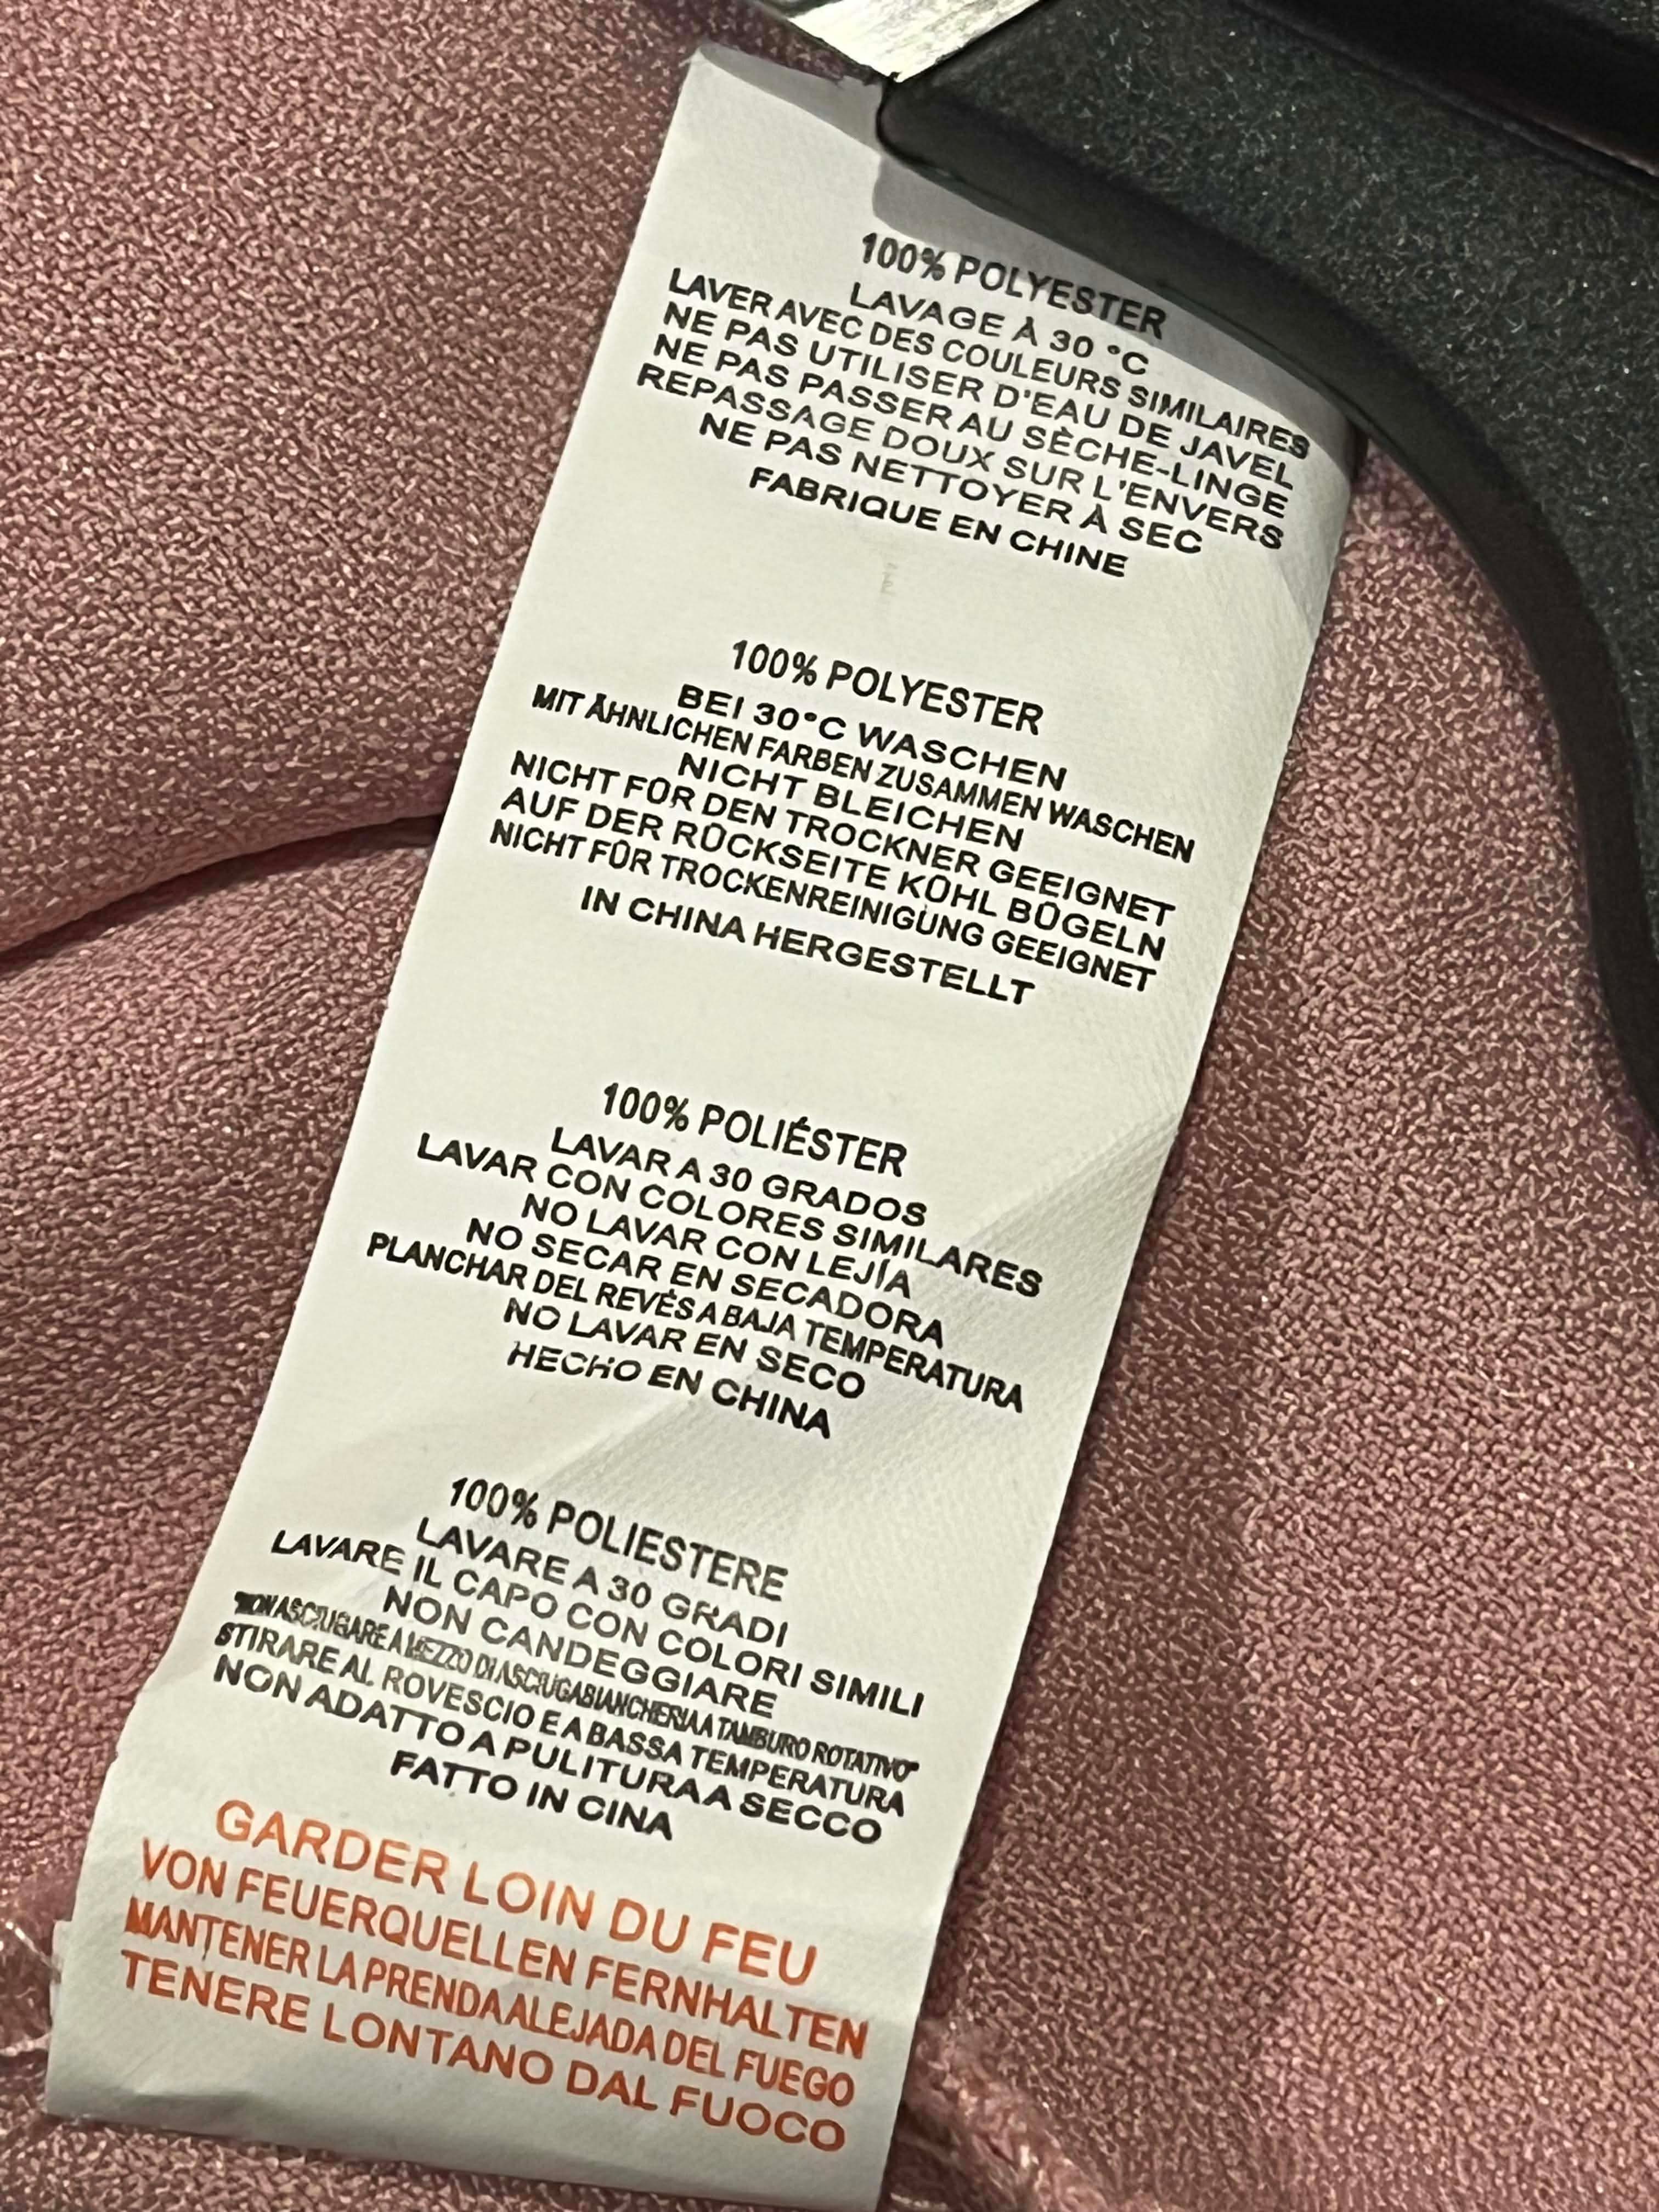 100% POLYESTER
LAVAGE À 30 °C
LAVER AVEC DES COULEURS SIMILAIRES
NE PAS UTILISER D'EAU DE JAVEL
NE PAS PASSER AU SÈCHE-LINGE
REPASSAGE DOUX SUR L'ENVERS
NE PAS NETTOYER À SEC
FABRIQUE EN CHINE
100% POLYESTER
BEI 30°C WASCHEN
MIT ÄHNLICHEN FARBEN ZUSAMMEN WASCHEN
NICHT BLEICHEN
NICHT FÜR DEN TROCKNER GEEIGNET
AUF DER RÜCKSEITE KÜHL BÜGELN
NICHT FÜR TROCKENREINIGUNG GEEIGNET
IN CHINA HERGESTELLT
100% POLIÉSTER
LAVAR A 30 GRADOS
LAVAR CON COLORES SIMILARES
NO LAVAR CON LEJÍA
NO SECAR EN SECADORA
PLANCHAR DEL REVÉS A BAJA TEMPERATURA
NO LAVAR EN SECO
HECHO EN CHINA
100% POLIESTERE
LAVARE A 30 GRADI
LAVARE IL CAPO CON COLORI SIMILI
NON CANDEGGIARE
"NON ASCIUGARE A MEZZO DI ASCIUGABIANCHERIA A TAMBURO ROTATIVO"
STIRARE AL ROVESCIO E A BASSA TEMPERATURA
NON ADATTO A PULITURA A SECCO
FATTO IN CINA
GARDER LOIN DU FEU
VON FEUERQUELLEN FERNHALTEN
MANTENER LA PRENDA ALEJADA DEL FUEGO
TENERE LONTANO DAL FUOCO